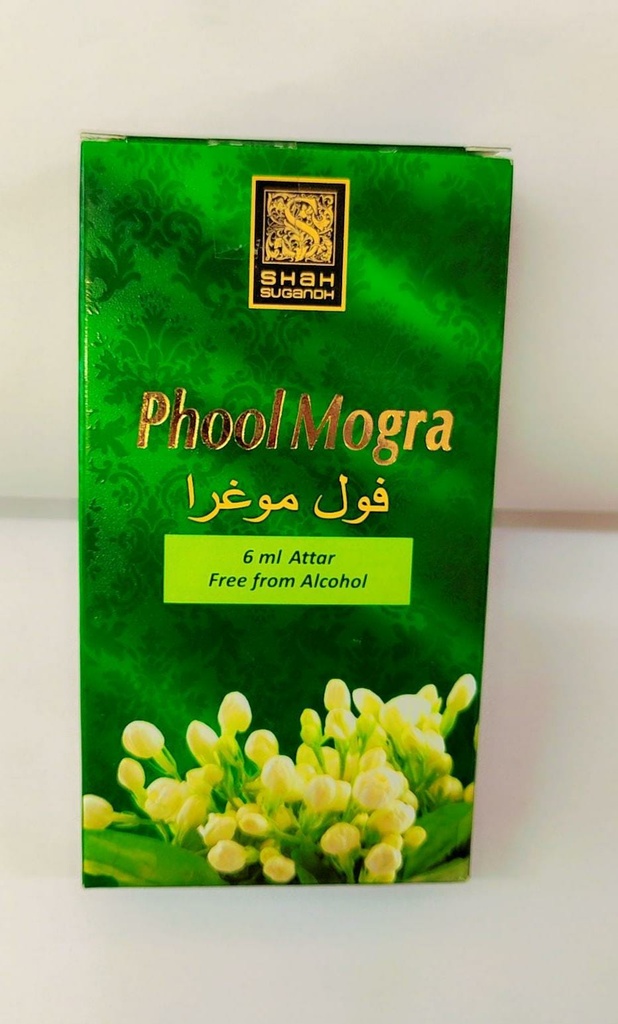 SHAH
SUGANDH
Phool Mogra
فول موغرا
6 ml Attar
Free from Alcohol